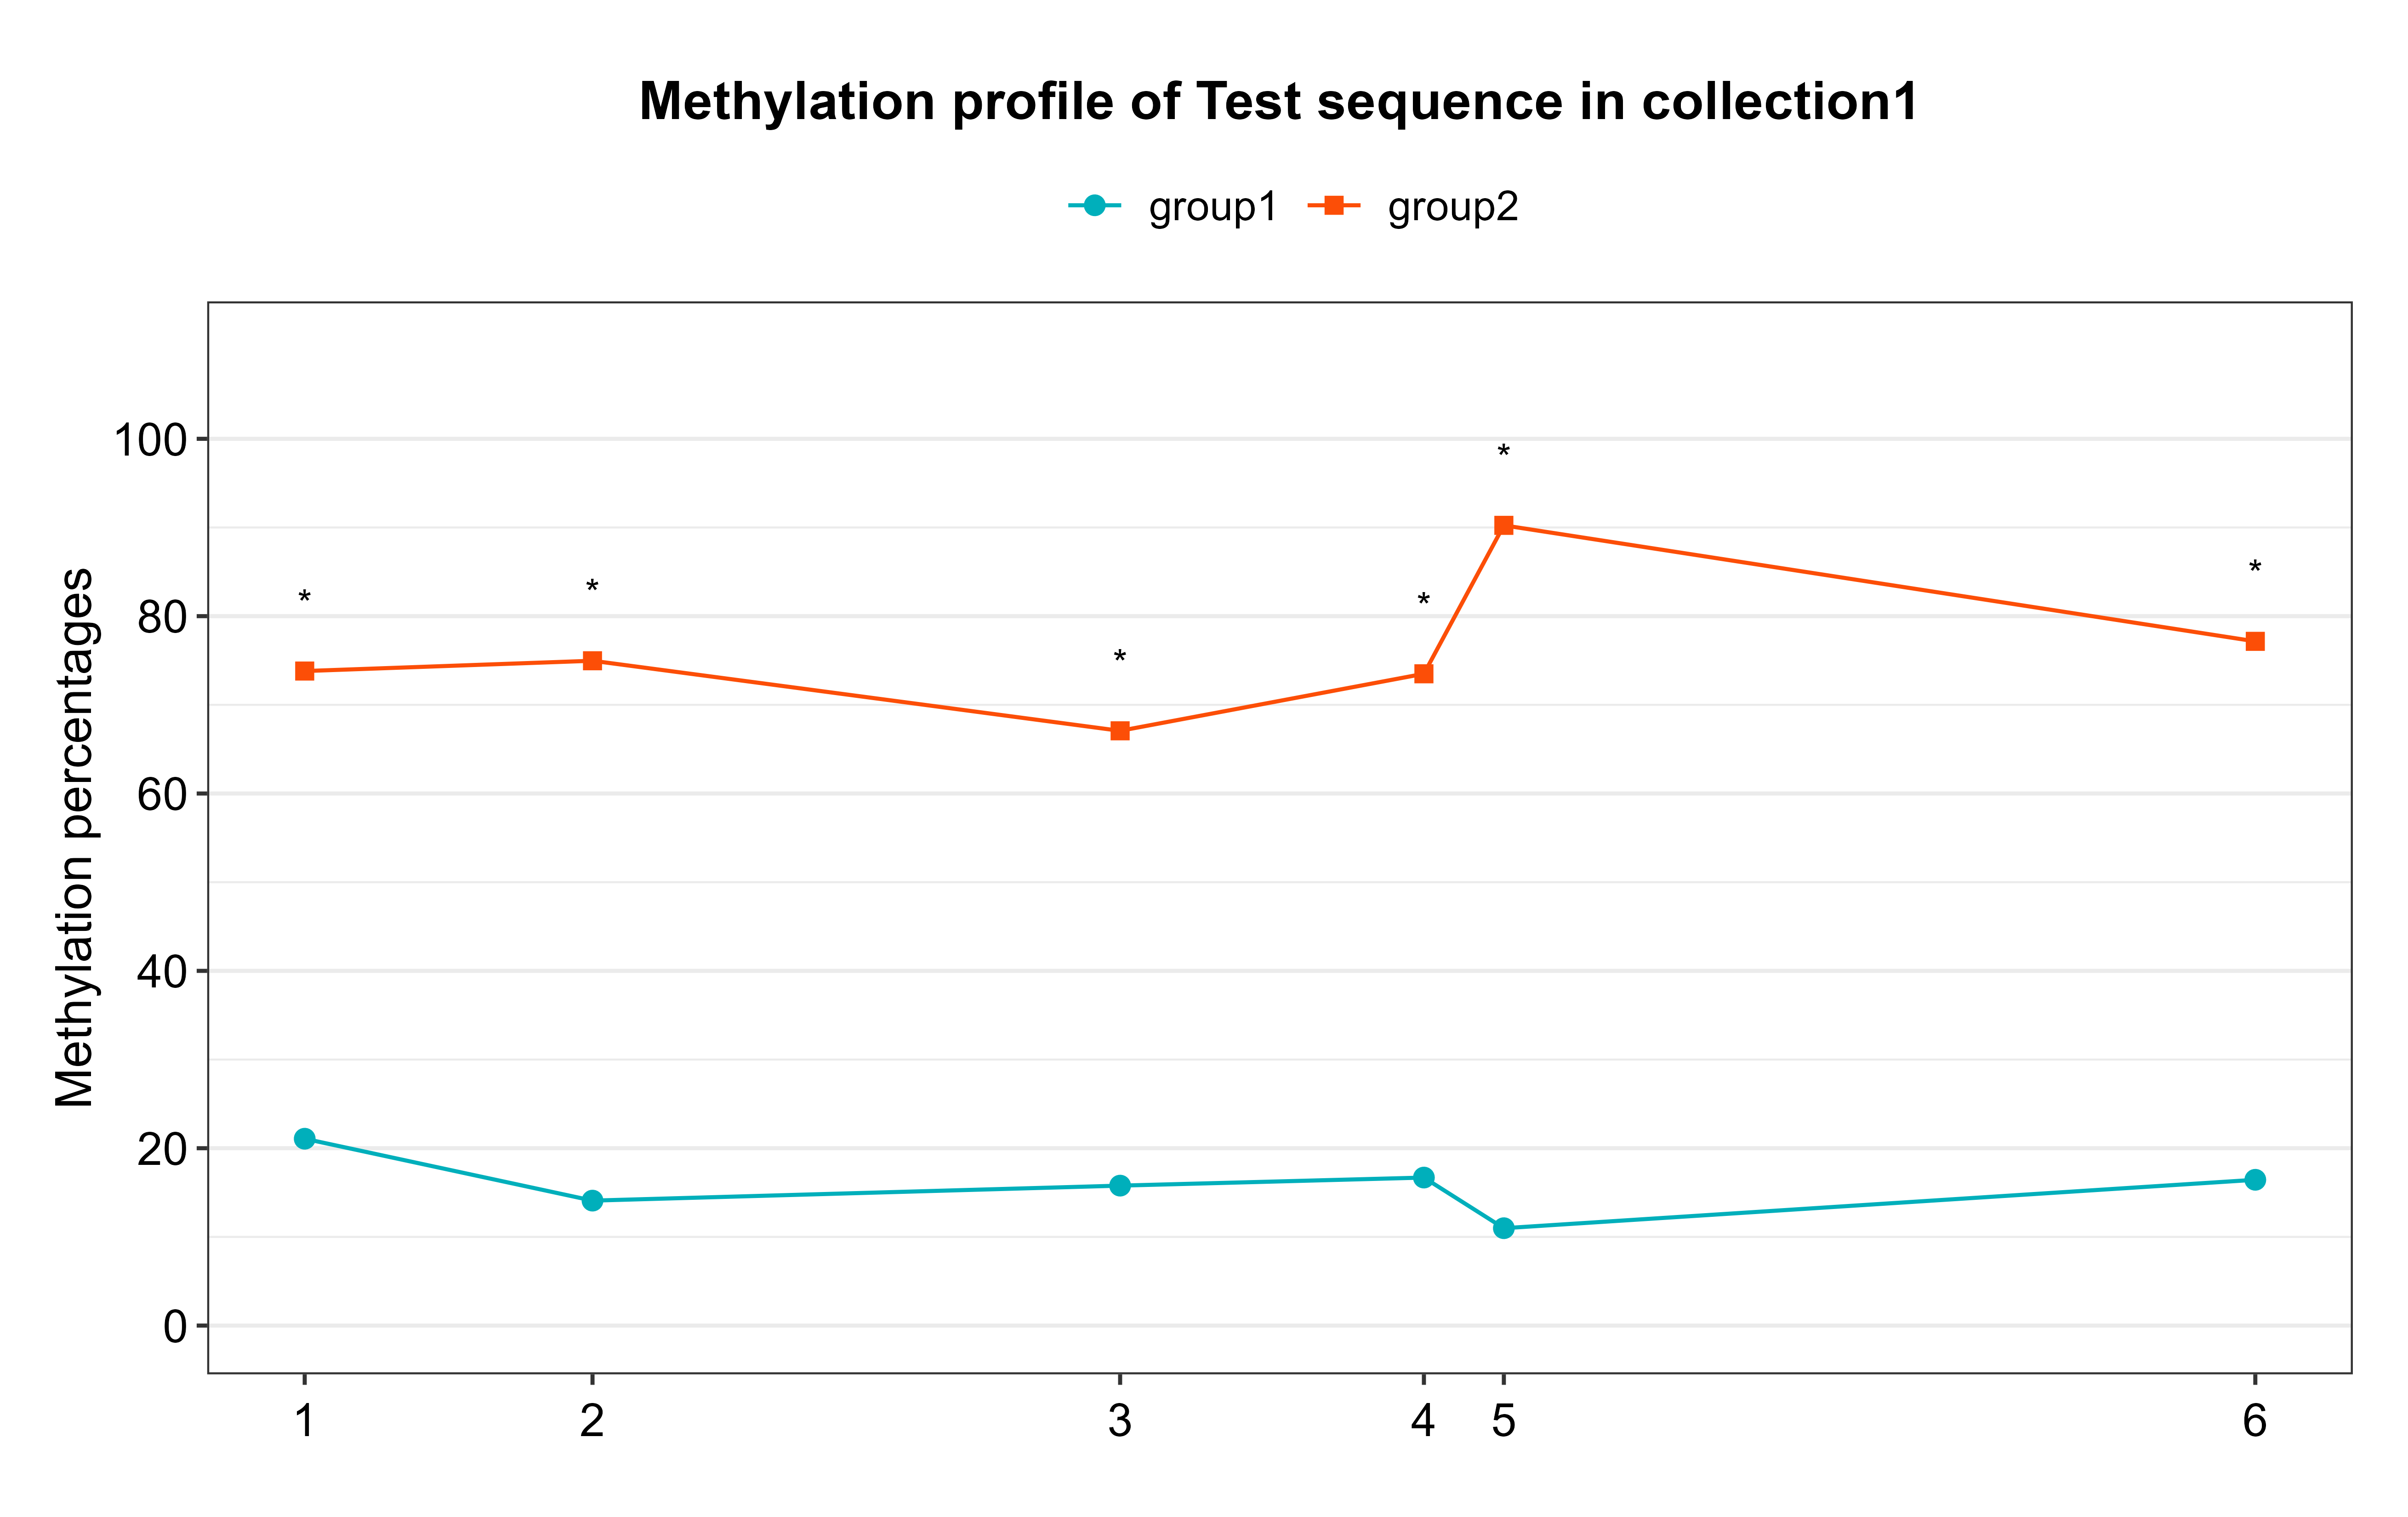 Methylation profile of Test sequence in collection1
group1 group2
Methylation percentages
100
80
60
40
20
0
* * * * * *
1 2 3 4 5 6